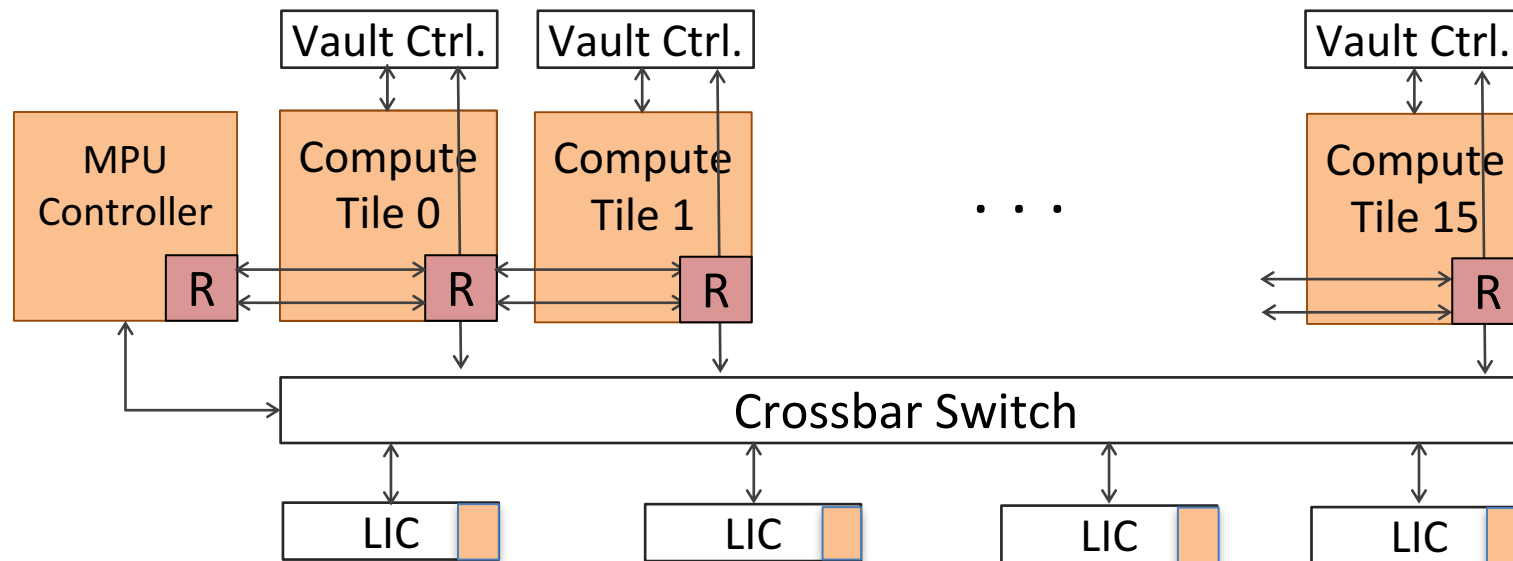 Vault Ctrl.
Vault Ctrl.
Vault Ctrl.
MPU
Controller
R
Compute
Tile 0
R
Compute
Tile 1
R
. . .
Compute
Tile 15
R
Crossbar Switch
LIC
LIC
LIC
LIC